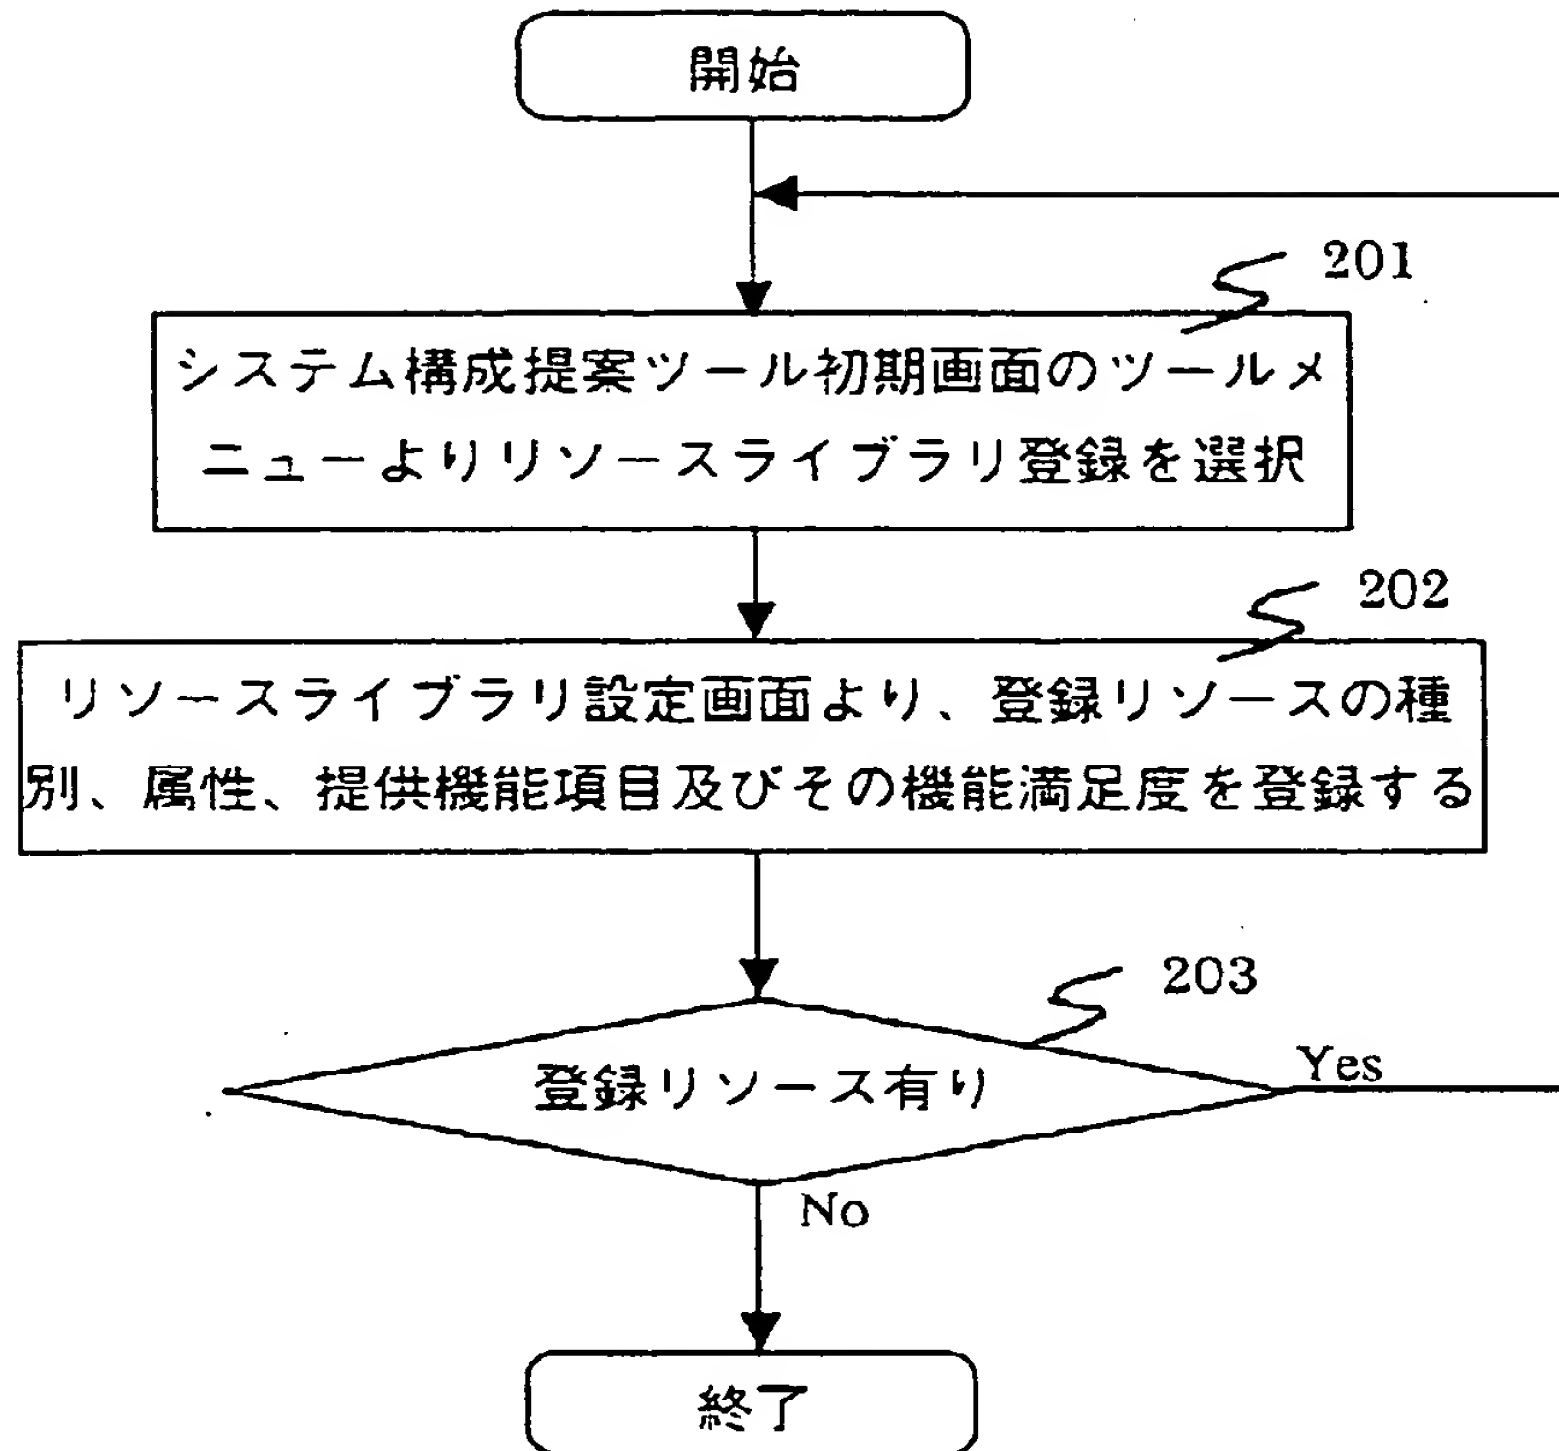 開始
201
システム構成提案ツール初期画面のツールメ
ニューよりリソースライブラリ登録を選択
202
リソースライブラリ設定画面より、登録リソースの種
別、属性、提供機能項目及びその機能満足度を登録する
203
登録リソース有り
Yes
No
終了